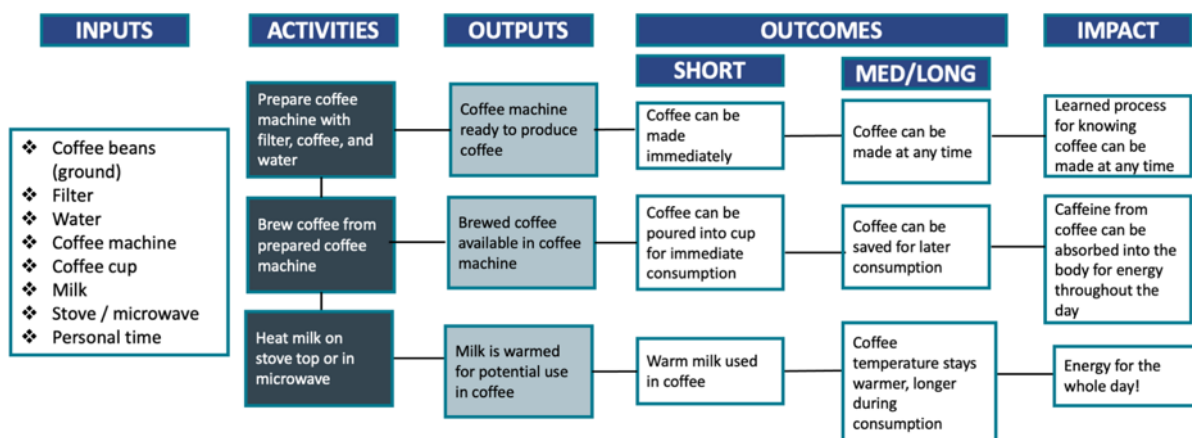 INPUTS
ACTIVITIES
OUTPUTS
OUTCOMES
IMPACT
SHORT
MED/LONG
❖ Coffee beans
(ground)
❖ Filter
❖ Water
❖ Coffee machine
❖ Coffee cup
❖ Milk
❖ Stove / microwave
❖ Personal time
Prepare coffee
machine with
filter, coffee, and
water
Coffee machine
ready to produce
coffee
Coffee can be
made
immediately
Coffee can be
made at any time
Learned process
for knowing
coffee can be
made at any time
Brew coffee from
prepared coffee
machine
Brewed coffee
available in coffee
machine
Coffee can be
poured into cup
for immediate
consumption
Coffee can be
saved for later
consumption
Caffeine from
coffee can be
absorbed into the
body for energy
throughout the
day
Heat milk on
stove top or in
microwave
Milk is warmed
for potential use
in coffee
Warm milk used
in coffee
Coffee
temperature stays
warmer, longer
during
consumption
Energy for the
whole day!